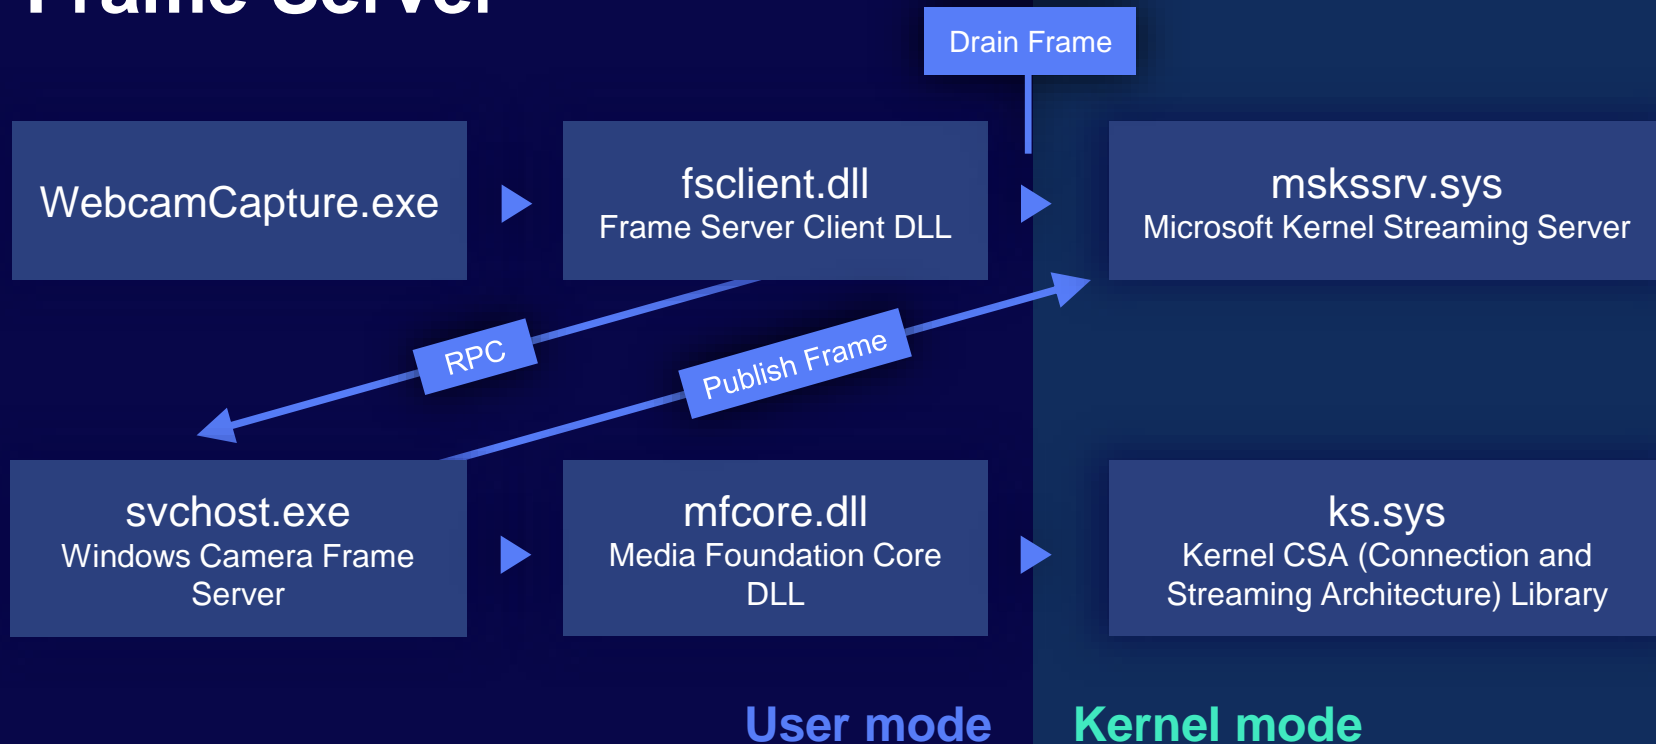 Frame Server
Drain Frame
WebcamCapture.exe
fsclient.dll
Frame Server Client DLL
mskssrv.sys
Microsoft Kernel Streaming Server
RPC
Publish Frame
svchost.exe
Windows Camera Frame
Server
mfcore.dll
Media Foundation Core
DLL
ks.sys
Kernel CSA (Connection and
Streaming Architecture) Library
User mode
Kernel mode